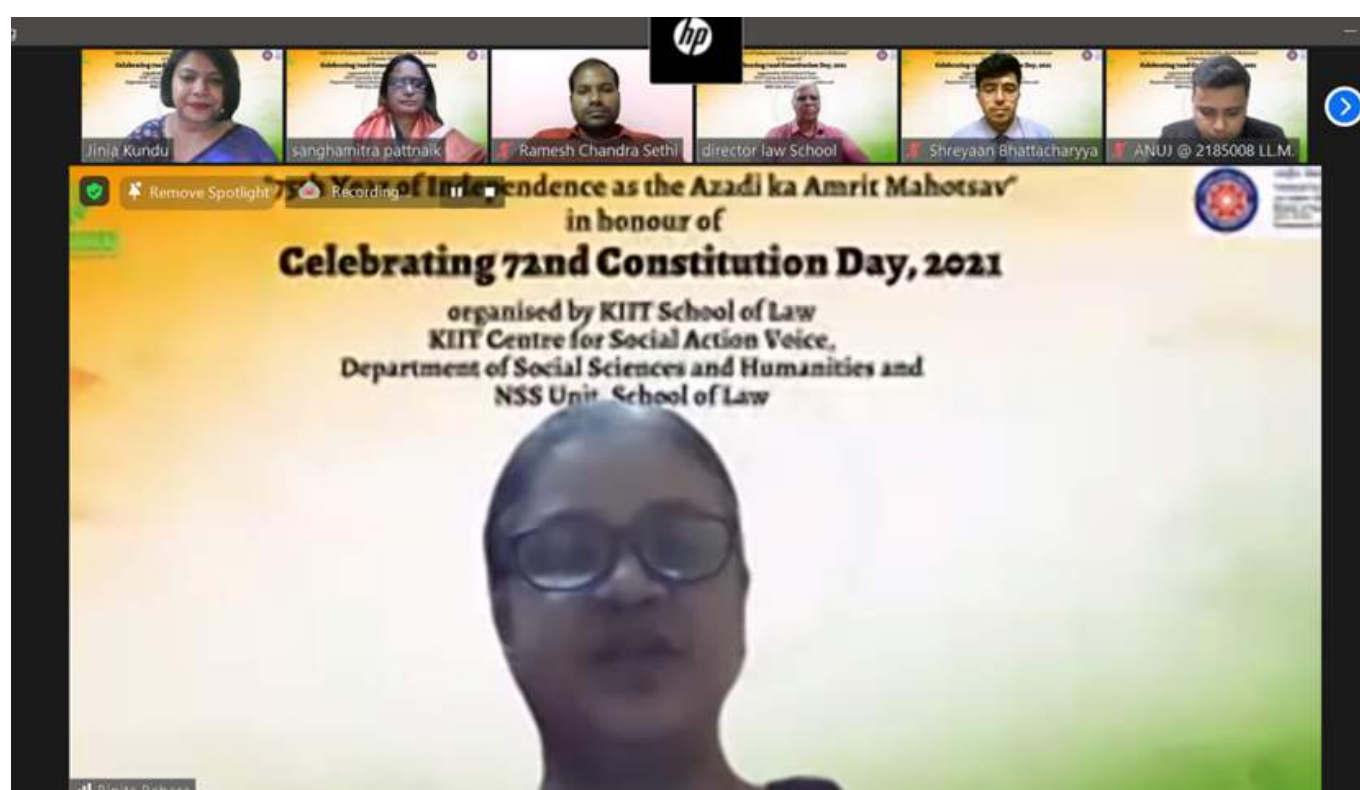 hp
Jinia Kundu
sanghamitra pattnaik
Ramesh Chandra Sethi
director law School
Shreyaan Bhattacharyya
ANUJ @ 2185008 LL.M.
Remove Spotlight
Recording
"75th Year of Independence as the Azadi ka Amrit Mahotsav"
in honour of
Celebrating 72nd Constitution Day, 2021
organised by KIIT School of Law
KIIT Centre for Social Action Voice,
Department of Social Sciences and Humanities and
NSS Unit, School of Law